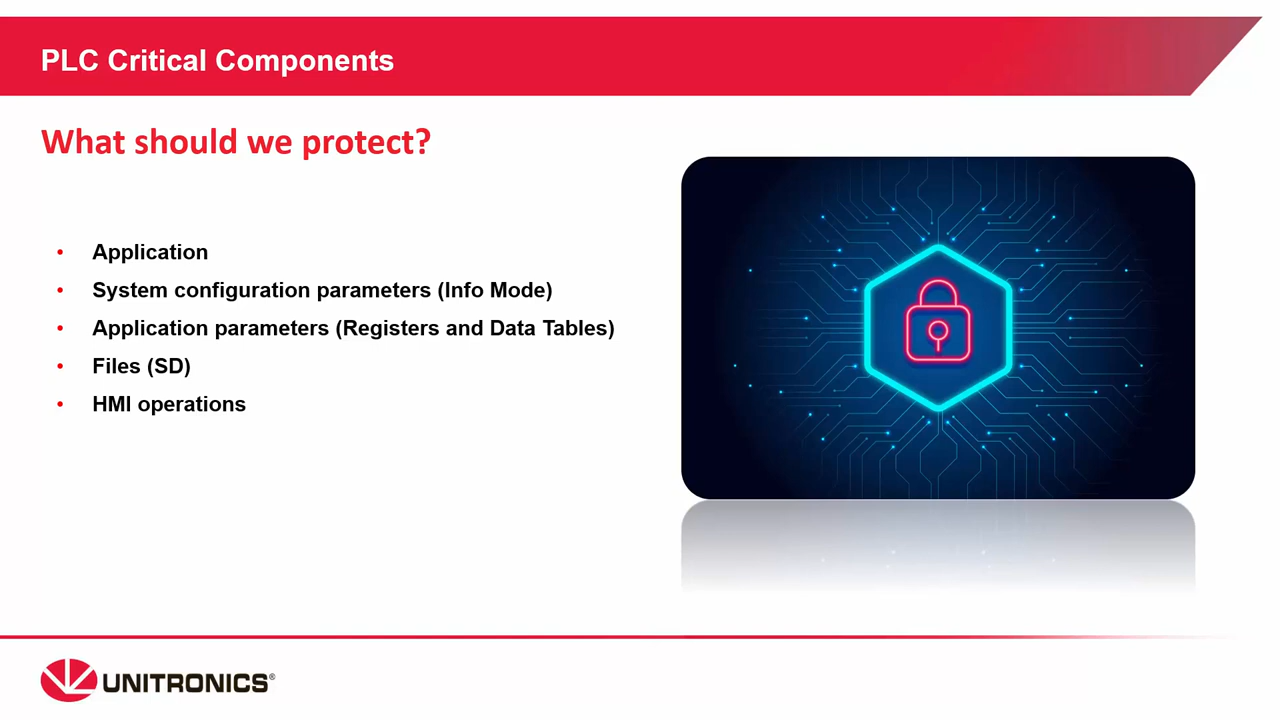 PLC Critical Components
What should we protect?
• Application
• System configuration parameters (Info Mode)
• Application parameters (Registers and Data Tables)
• Files (SD)
• HMI operations
UNITRONICS®